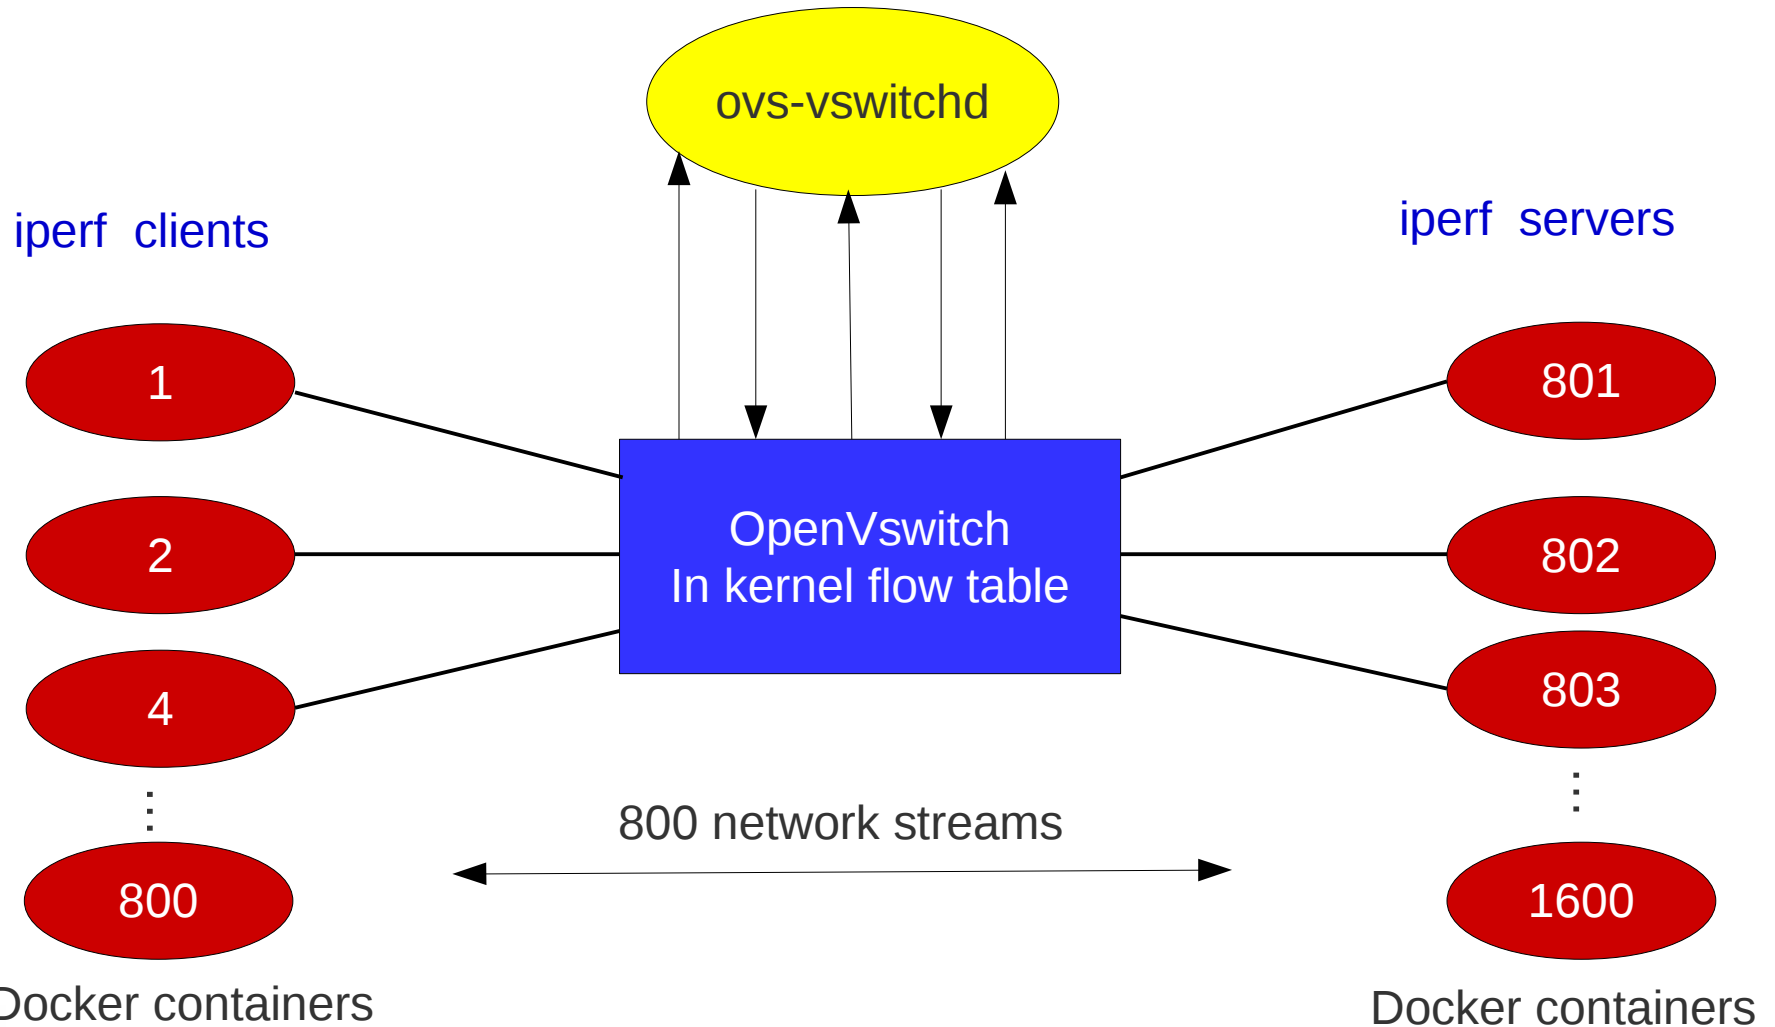 ovs-vswitchd
iperf clients
iperf servers
1
801
2
802
OpenVswitch
In kernel flow table
4
803
800 network streams
800
1600
Docker containers
Docker containers